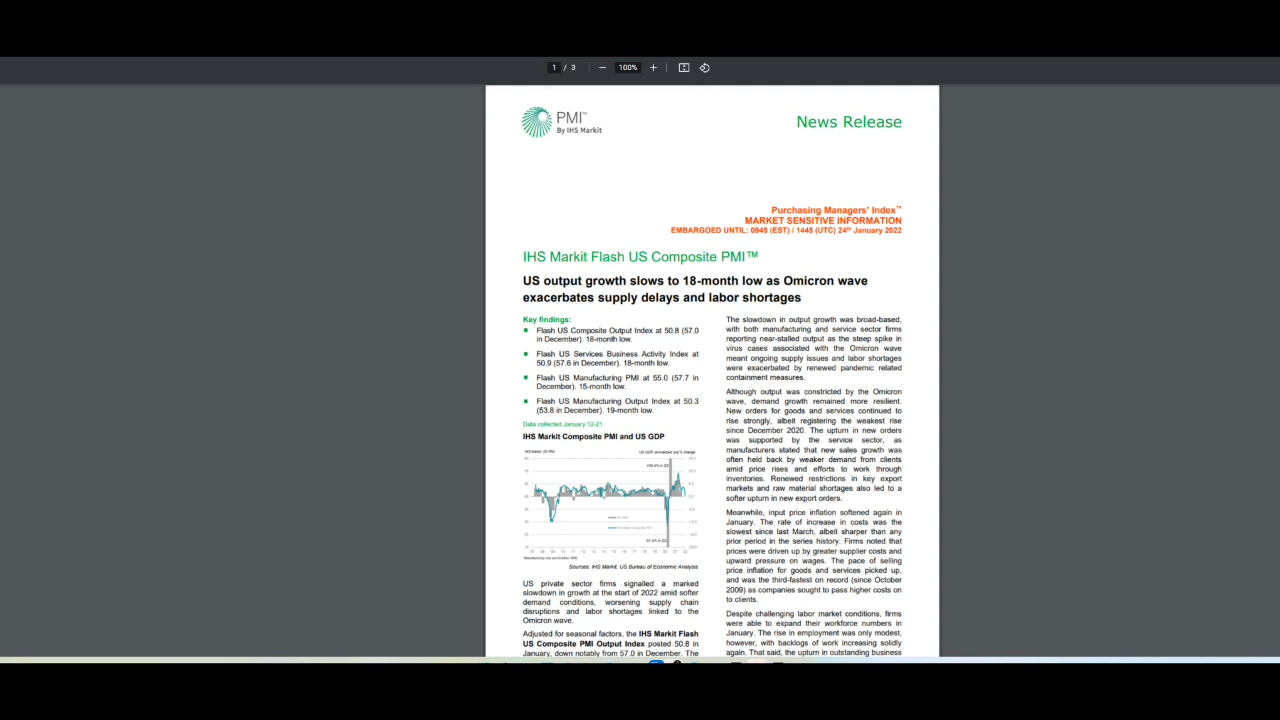 1 / 3
100%
PMI™
By IHS Markit
News Release
Purchasing Managers' Index™
MARKET SENSITIVE INFORMATION
EMBARGOED UNTIL: 0945 (EST) / 1445 (UTC) 24th January 2022
IHS Markit Flash US Composite PMI™
US output growth slows to 18-month low as Omicron wave
exacerbates supply delays and labor shortages
Key findings:
Flash US Composite Output Index at 50.8 (57.0
in December). 18-month low.
Flash US Services Business Activity Index at
50.9 (57.6 in December). 18-month low.
Flash US Manufacturing PMI at 55.0 (57.7 in
December). 15-month low.
Flash US Manufacturing Output Index at 50.3
(53.8 in December). 19-month low.
Data collected January 12-21
IHS Markit Composite PMI and US GDP
IHS Markit US PMI
US GDP annualised q/q % change
Sources: IHS Markit, US Bureau of Economic Analysis
US private sector firms signalled a marked
slowdown in growth at the start of 2022 amid softer
demand conditions, worsening supply chain
disruptions and labor shortages linked to the
Omicron wave.
Adjusted for seasonal factors, the IHS Markit Flash
US Composite PMI Output Index posted 50.8 in
January, down notably from 57.0 in December. The
The slowdown in output growth was broad-based,
with both manufacturing and service sector firms
reporting near-stalled output as the steep spike in
virus cases associated with the Omicron wave
meant ongoing supply issues and labor shortages
were exacerbated by renewed pandemic related
containment measures.
Although output was constricted by the Omicron
wave, demand growth remained more resilient.
New orders for goods and services continued to
rise strongly, albeit registering the weakest rise
since December 2020. The upturn in new orders
was supported by the service sector, as
manufacturers stated that new sales growth was
often held back by weaker demand from clients
amid price rises and efforts to work through
inventories. Renewed restrictions in key export
markets and raw material shortages also led to a
softer upturn in new export orders.
Meanwhile, input price inflation softened again in
January. The rate of increase in costs was the
slowest since last March, albeit sharper than any
prior period in the series history. Firms noted that
prices were driven up by greater supplier costs and
upward pressure on wages. The pace of selling
price inflation for goods and services picked up,
and was the third-fastest on record (since October
2009) as companies sought to pass higher costs on
to clients.
Despite challenging labor market conditions, firms
were able to expand their workforce numbers in
January. The rise in employment was only modest,
however, with backlogs of work increasing solidly
again. That said, the upturn in outstanding business